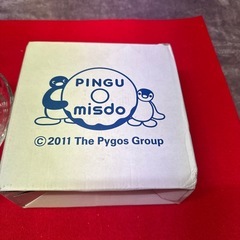 PINGU
misdo
© 2011 The Pygos Group